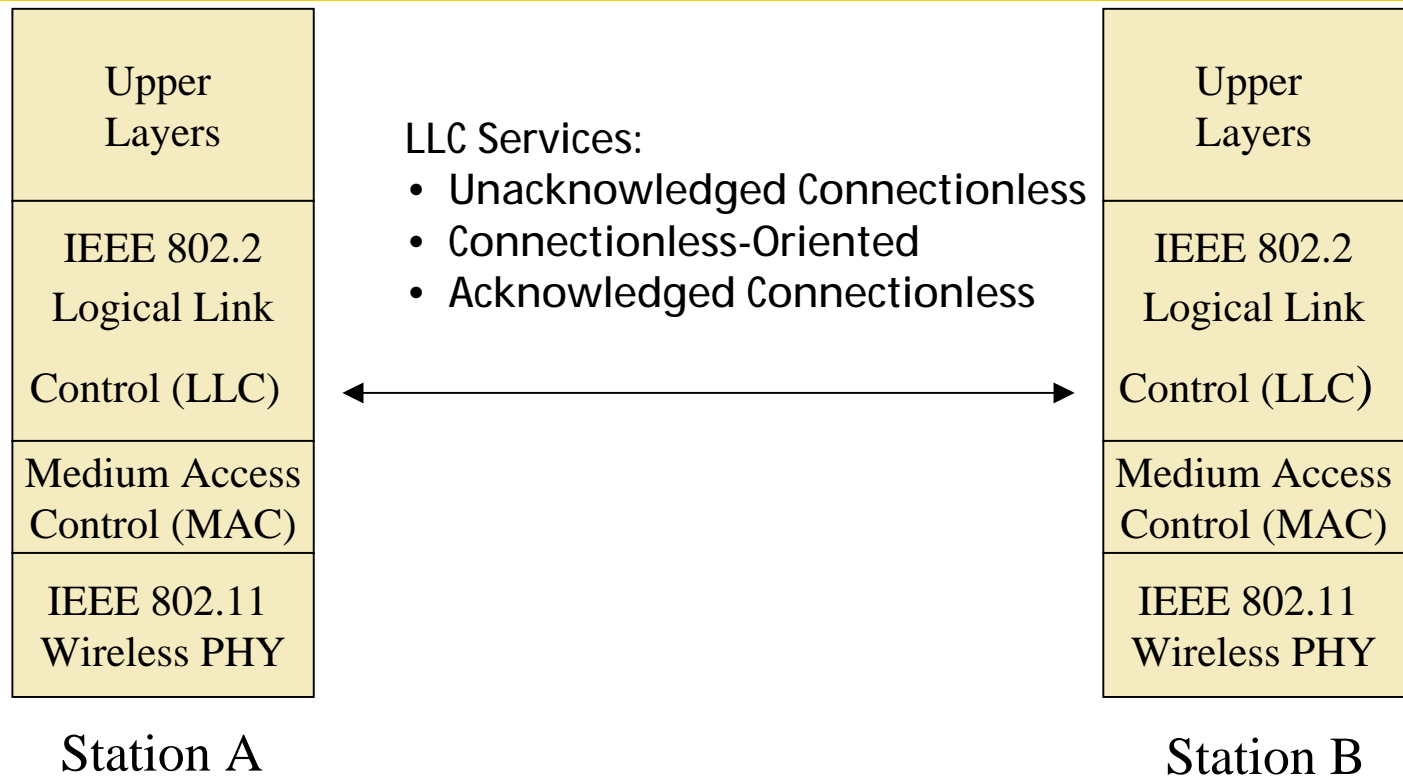 Upper
Layers
IEEE 802.2
Logical Link
Control (LLC)
Medium Access
Control (MAC)
IEEE 802.11
Wireless PHY
Station A
LLC Services:
• Unacknowledged Connectionless
• Connectionless-Oriented
• Acknowledged Connectionless
Upper
Layers
IEEE 802.2
Logical Link
Control (LLC)
Medium Access
Control (MAC)
IEEE 802.11
Wireless PHY
Station B